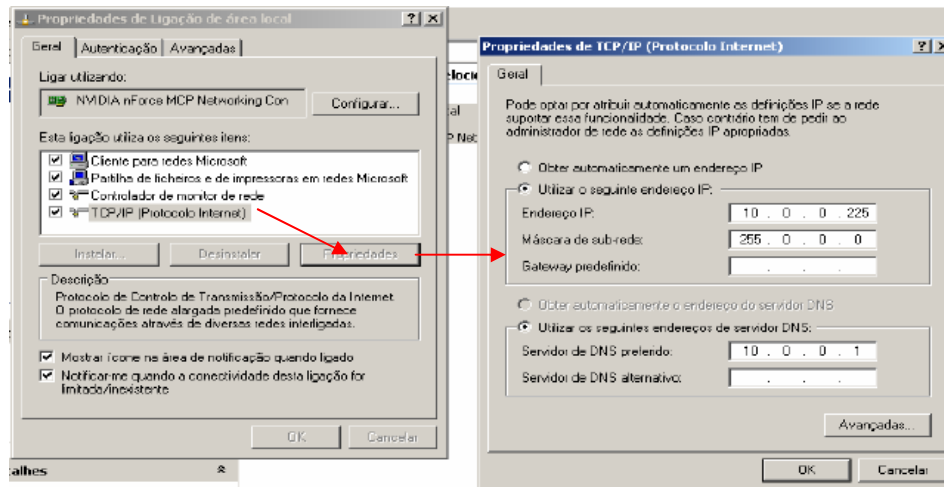 Propriedades de Ligação de área local
Geral
Autenticação
Avançadas
Ligar utilizando:
NVIDIA nForce MCP Networking Con
Configurar...
Esta ligação utiliza os seguintes itens:
Cliente para redes Microsoft
Partilha de ficheiros e de impressoras em redes Microsoft
Controlador de monitor de rede
TCP/IP (Protocolo Internet)
Instalar...
Desinstalar
Propriedades
Descrição
Protocolo de Controlo de Transmissão/Protocolo da Internet.
O protocolo de rede alargada predefinido que fornece
comunicações através de diversas redes interligadas.
Mostrar ícone na área de notificação quando ligado
Notificar-me quando a conectividade desta ligação for
limitada/inexistente
OK
Cancelar
alhes
Propriedades de TCP/IP (Protocolo Internet)
Geral
Pode optar por atribuir automaticamente as definições IP se a rede
suportar essa funcionalidade. Caso contrário tem de pedir ao
administrador de rede as definições IP apropriadas.
Obter automaticamente um endereço IP
Utilizar o seguinte endereço IP:
Endereço IP: 10 . 0 . 0 . 225
Máscara de sub-rede: 255 . 0 . 0 . 0
Gateway predefinido: . . .
Obter automaticamente o endereço do servidor DNS
Utilizar os seguintes endereços de servidor DNS:
Servidor de DNS preferido: 10 . 0 . 0 . 1
Servidor de DNS alternativo: . . .
Avançadas...
OK
Cancelar